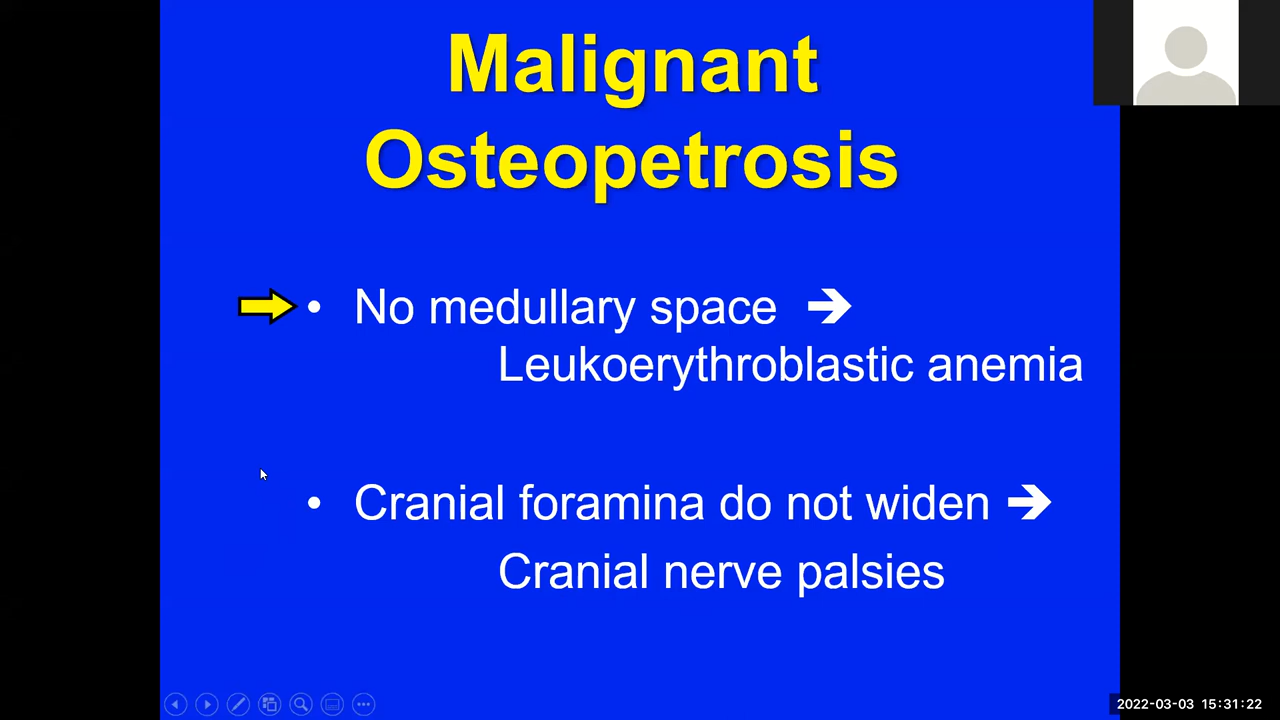 Malignant
Osteopetrosis
• No medullary space ➔
Leukoerythroblastic anemia
• Cranial foramina do not widen ➔
Cranial nerve palsies
2022-03-03 15:31:22